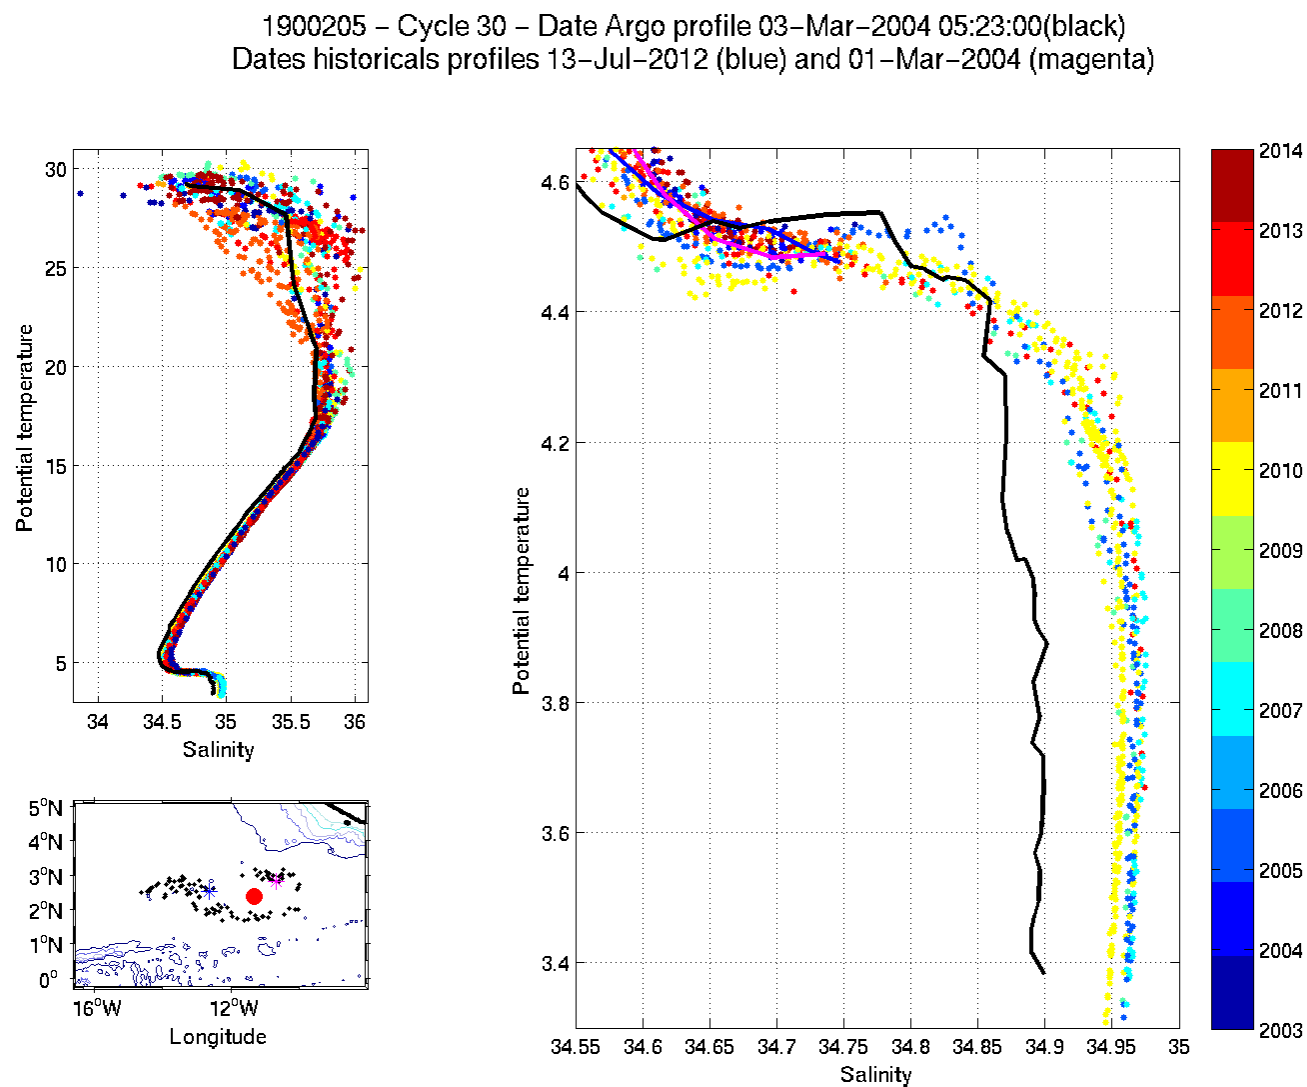 1900205 − Cycle 30 − Date Argo profile 03−Mar−2004 05:23:00(black)
Dates historicals profiles 13−Jul−2012 (blue) and 01−Mar−2004 (magenta)
30
25
20
15
10
5
Potential temperature
34
34.5
35
35.5
36
Salinity
4.6
4.4
4.2
4
3.8
3.6
3.4
Potential temperature
34.55
34.6
34.65
34.7
34.75
34.8
34.85
34.9
34.95
35
Salinity
2014
2013
2012
2011
2010
2009
2008
2007
2006
2005
2004
2003
5°N
4°N
3°N
2°N
1°N
0°
16°W
12°W
Longitude